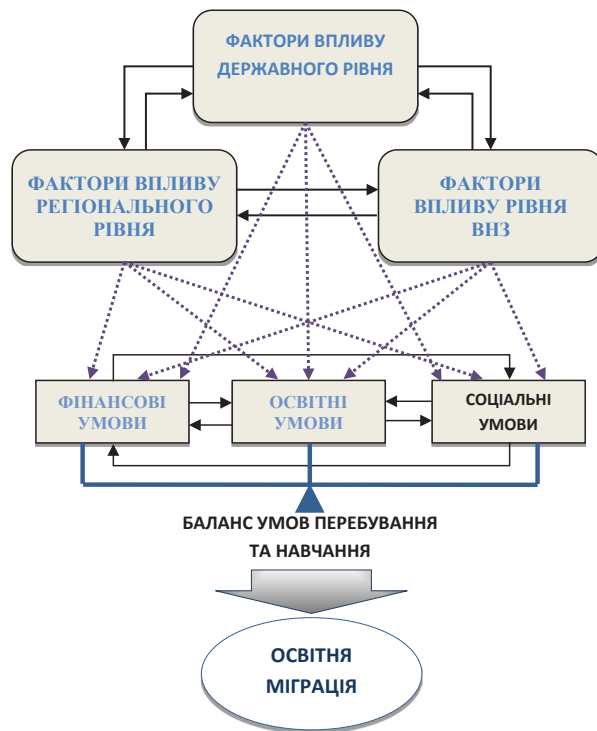 ФАКТОРИ ВПЛИВУ
ДЕРЖАВНОГО РІВНЯ
ФАКТОРИ ВПЛИВУ
РЕГІОНАЛЬНОГО
РІВНЯ
ФАКТОРИ
ВПЛИВУ РІВНЯ
ВНЗ
ФІНАНСОВІ
УМОВИ
ОСВІТНІ
УМОВИ
СОЦІАЛЬНІ
УМОВИ
БАЛАНС УМОВ ПЕРЕБУВАННЯ
ТА НАВЧАННЯ
ОСВІТНЯ
МІГРАЦІЯ